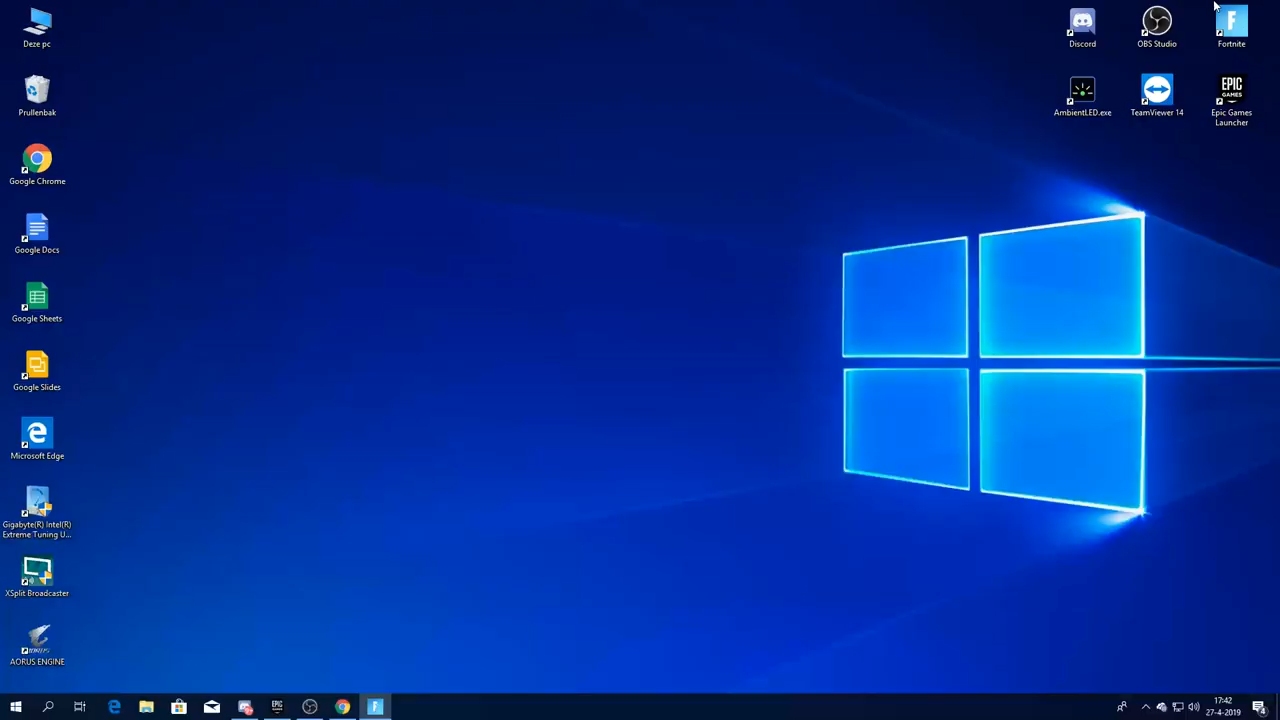 Deze pc
Prullenbak
Google Chrome
Google Docs
Google Sheets
Google Slides
Microsoft Edge
Gigabyte(R) Intel(R)
Extreme Tuning U...
XSplit Broadcaster
AORUS ENGINE
Discord
OBS Studio
F
Fortnite
AmbientLED.exe
TeamViewer 14
EPIC
GAMES
Epic Games
Launcher
EPIC
F
17:42
27-4-2019
4